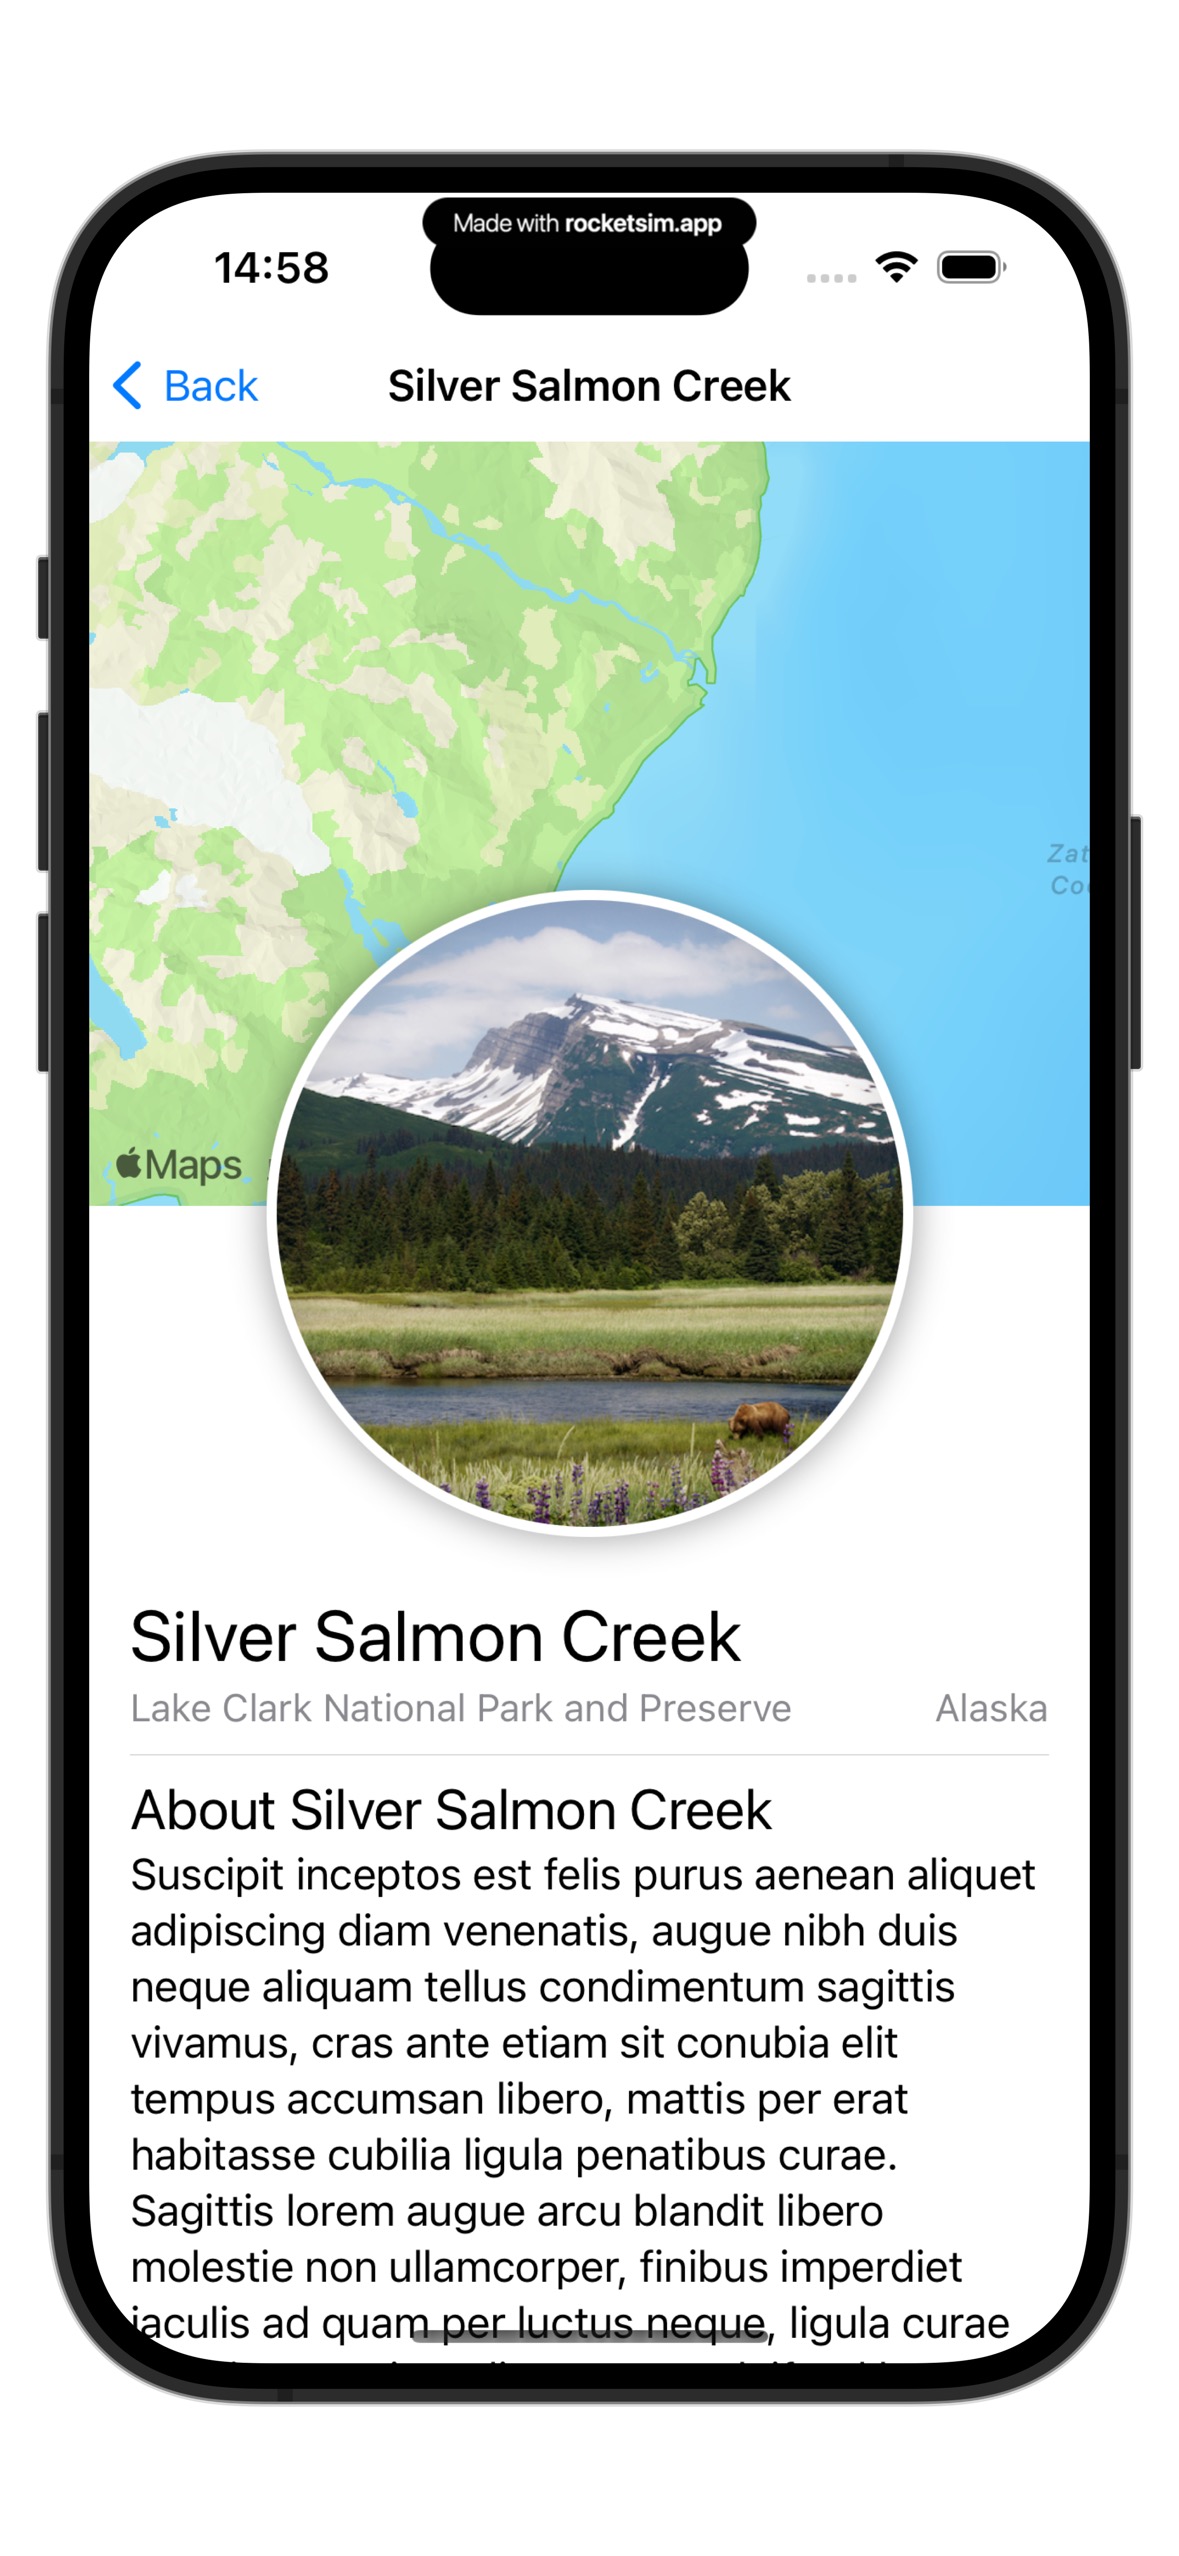 Made with rocketsim.app
14:58
Back
Silver Salmon Creek
Maps
Silver Salmon Creek
Lake Clark National Park and Preserve
Alaska
About Silver Salmon Creek
Suscipit inceptos est felis purus aenean aliquet
adipiscing diam venenatis, augue nibh duis
neque aliquam tellus condimentum sagittis
vivamus, cras ante etiam sit conubia elit
tempus accumsan libero, mattis per erat
habitasse cubilia ligula penatibus curae.
Sagittis lorem augue arcu blandit libero
molestie non ullamcorper, finibus imperdiet
iaculis ad quam per luctus neque, ligula curae